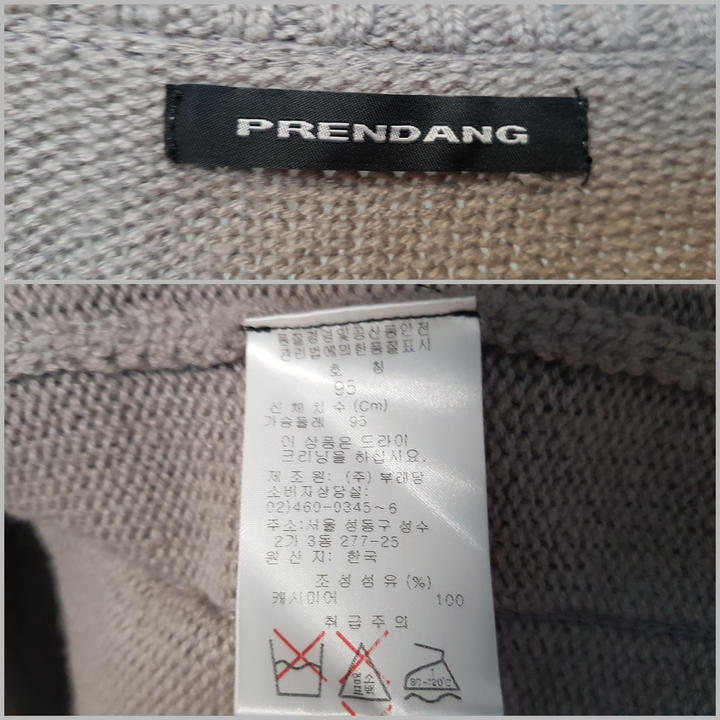 PRENDANG
품질경영및공산품안전
관리법에의한품질표시
호 칭
95
신 체 치 수 (Cm)
가슴둘레 95
이 상품은 드라이
크리닝을 하십시요.
제 조 원: (주) 부래당
소비자상담실:
02)460-0345~6
주소:서울 성동구 성수
2가 3동 277-25
원 산 지: 한국
조 성 섬 유 (%)
캐시미어 100
취 급 주 의
80-120℃